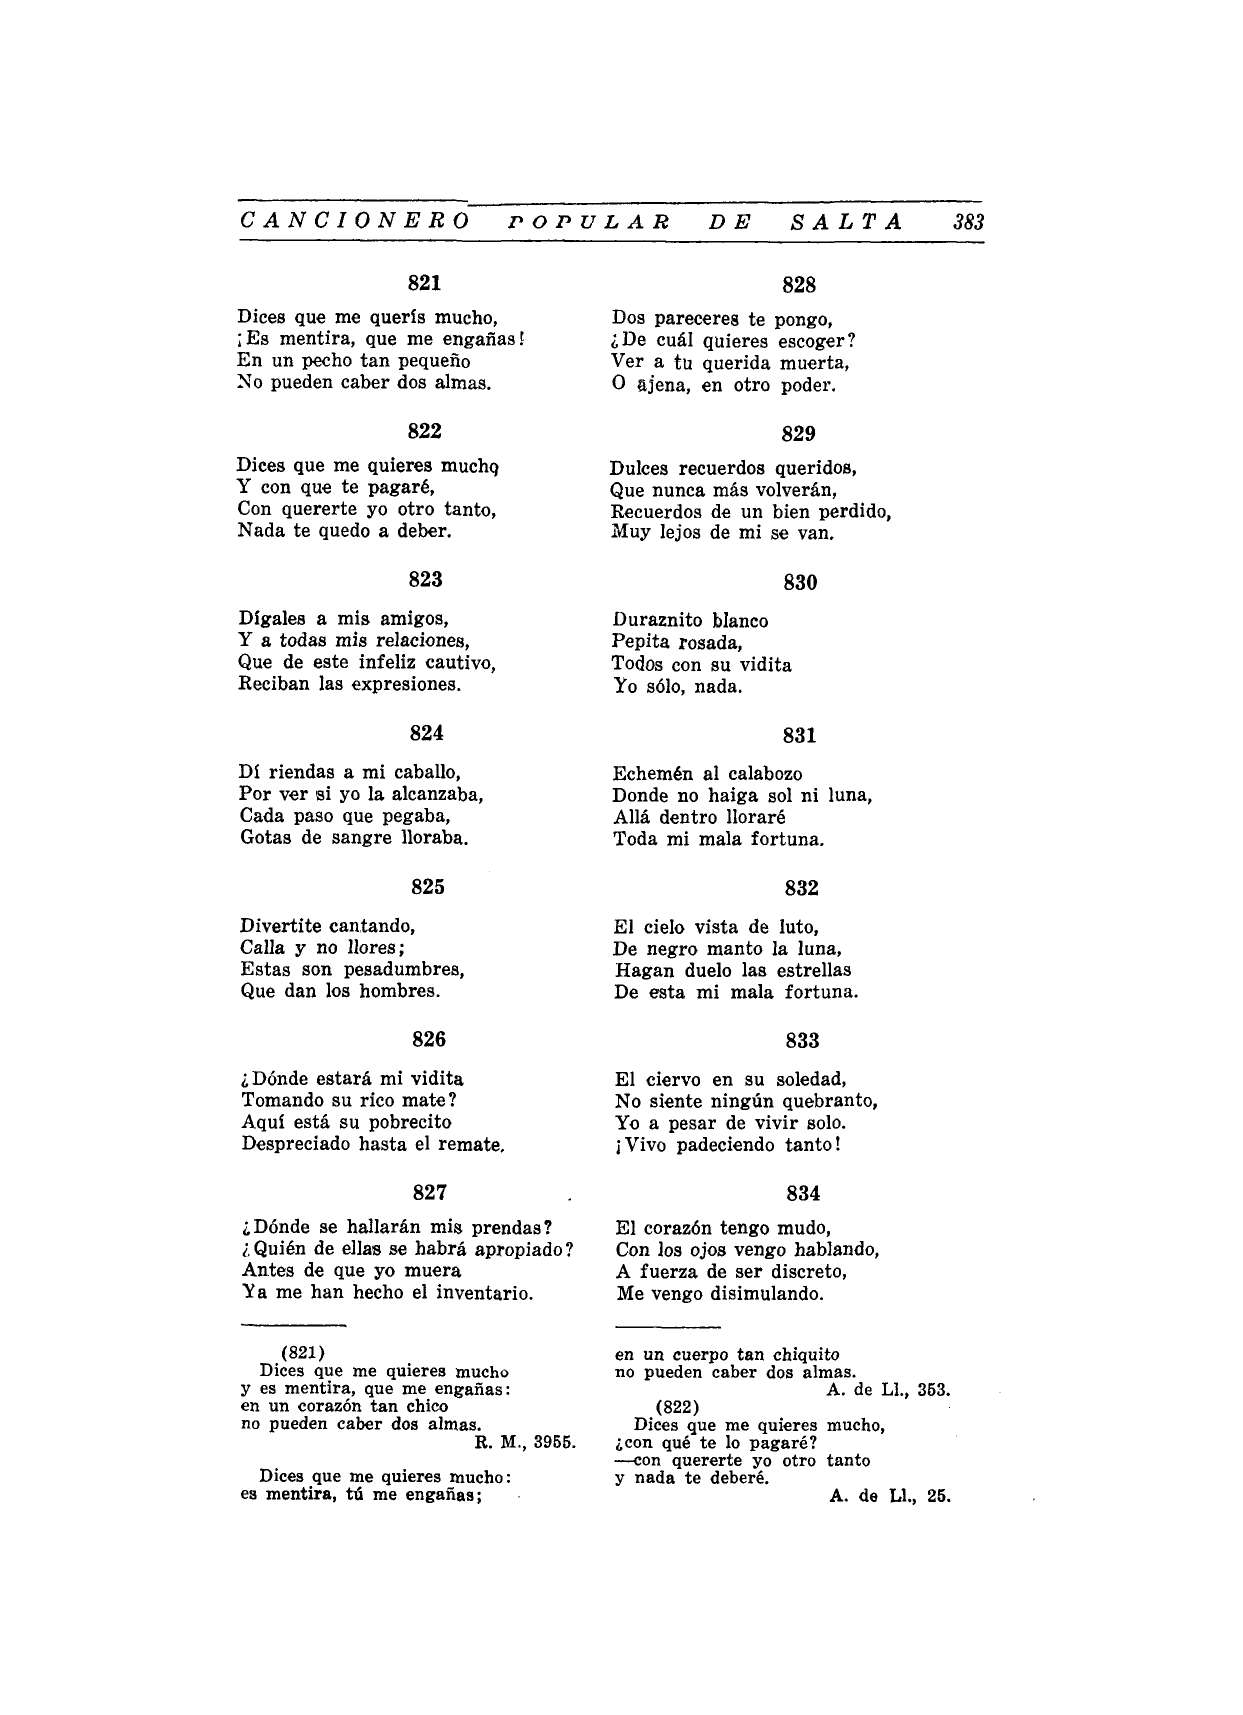 CANCIONERO POPULAR DE SALTA 383
821
Dices que me querís mucho,
¡Es mentira, que me engañas!
En un pecho tan pequeño
No pueden caber dos almas.
822
Dices que me quieres mucho
Y con que te pagaré,
Con quererte yo otro tanto,
Nada te quedo a deber.
823
Dígales a mis amigos,
Y a todas mis relaciones,
Que de este infeliz cautivo,
Reciban las expresiones.
824
Dí riendas a mi caballo,
Por ver si yo la alcanzaba,
Cada paso que pegaba,
Gotas de sangre lloraba.
825
Divertite cantando,
Calla y no llores;
Estas son pesadumbres,
Que dan los hombres.
826
¿Dónde estará mi vidita
Tomando su rico mate?
Aquí está su pobrecito
Despreciado hasta el remate.
827
¿Dónde se hallarán mis prendas?
¿Quién de ellas se habrá apropiado?
Antes de que yo muera
Ya me han hecho el inventario.
(821)
Dices que me quieres mucho
y es mentira, que me engañas:
en un corazón tan chico
no pueden caber dos almas.
R. M., 3955.
Dices que me quieres mucho:
es mentira, tú me engañas;
828
Dos pareceres te pongo,
¿De cuál quieres escoger?
Ver a tu querida muerta,
O ajena, en otro poder.
829
Dulces recuerdos queridos,
Que nunca más volverán,
Recuerdos de un bien perdido,
Muy lejos de mi se van.
830
Duraznito blanco
Pepita rosada,
Todos con su vidita
Yo sólo, nada.
831
Echemén al calabozo
Donde no haiga sol ni luna,
Allá dentro lloraré
Toda mi mala fortuna.
832
El cielo vista de luto,
De negro manto la luna,
Hagan duelo las estrellas
De esta mi mala fortuna.
833
El ciervo en su soledad,
No siente ningún quebranto,
Yo a pesar de vivir solo.
¡Vivo padeciendo tanto!
834
El corazón tengo mudo,
Con los ojos vengo hablando,
A fuerza de ser discreto,
Me vengo disimulando.
en un cuerpo tan chiquito
no pueden caber dos almas.
A. de Ll., 353.
(822)
Dices que me quieres mucho,
¿con qué te lo pagaré?
—con quererte yo otro tanto
y nada te deberé.
A. de Ll., 25.